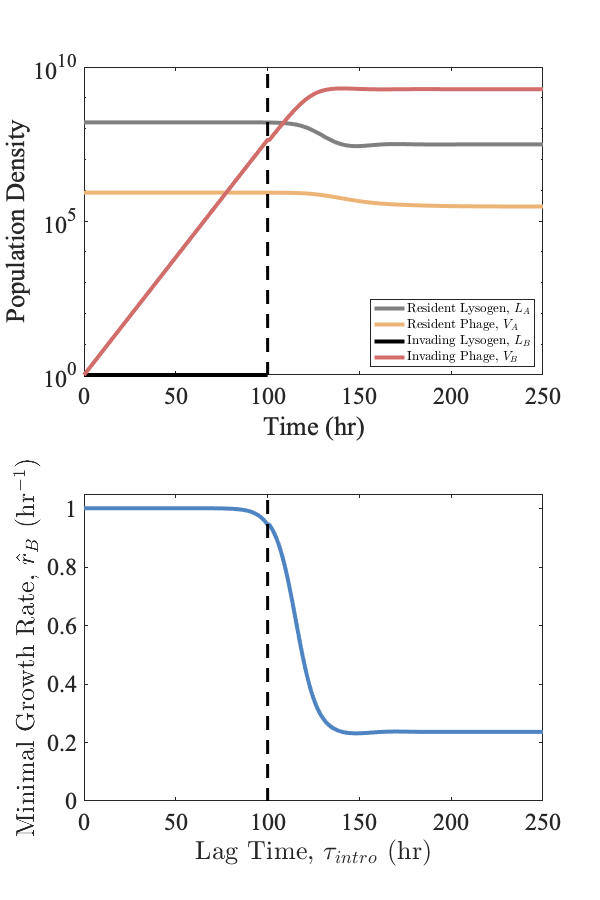 10^10
10^5
10^0
Population Density
Resident Lysogen, L_A
Resident Phage, V_A
Invading Lysogen, L_B
Invading Phage, V_B
0 50 100 150 200 250
Time (hr)
1
0.8
0.6
0.4
0.2
0
Minimal Growth Rate, r̂_B (hr⁻¹)
0 50 100 150 200 250
Lag Time, τ_intro (hr)